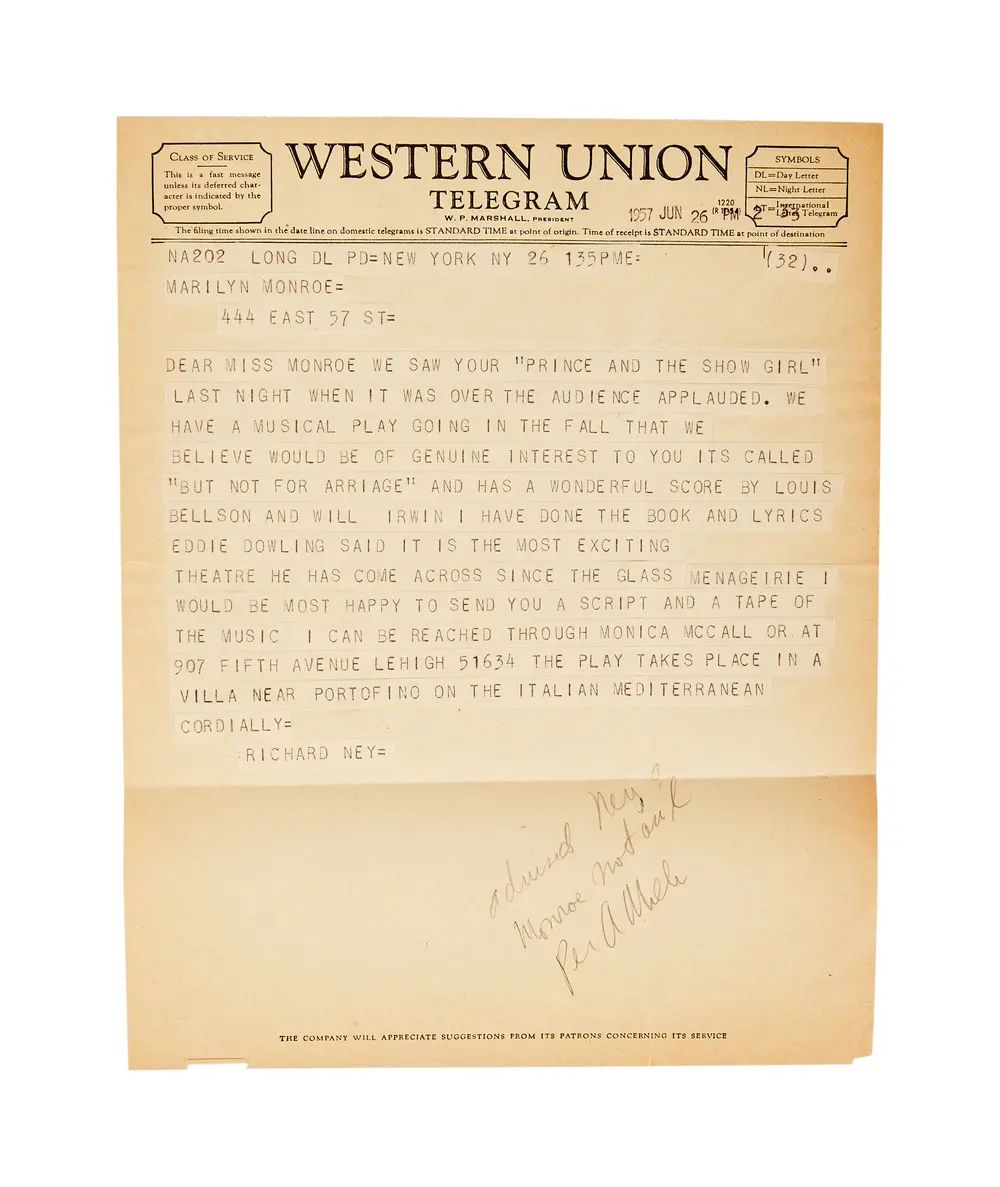 CLASS OF SERVICE
This is a fast message
unless its deferred char-
acter is indicated by the
proper symbol.
WESTERN UNION
TELEGRAM
W. P. MARSHALL, PRESIDENT
SYMBOLS
DL=Day Letter
NL=Night Letter
LT=International Letter Telegram
1220
1957 JUN 26 PM 2 33
The filing time shown in the date line on domestic telegrams is STANDARD TIME at point of origin. Time of receipt is STANDARD TIME at point of destination
NA202 LONG DL PD=NEW YORK NY 26 135PME= (32)..
MARILYN MONROE=
444 EAST 57 ST=
DEAR MISS MONROE WE SAW YOUR "PRINCE AND THE SHOW GIRL"
LAST NIGHT WHEN IT WAS OVER THE AUDIENCE APPLAUDED. WE
HAVE A MUSICAL PLAY GOING IN THE FALL THAT WE
BELIEVE WOULD BE OF GENUINE INTEREST TO YOU ITS CALLED
"BUT NOT FOR ARRIAGE" AND HAS A WONDERFUL SCORE BY LOUIS
BELLSON AND WILL IRWIN I HAVE DONE THE BOOK AND LYRICS
EDDIE DOWLING SAID IT IS THE MOST EXCITING
THEATRE HE HAS COME ACROSS SINCE THE GLASS MENAGEIRIE I
WOULD BE MOST HAPPY TO SEND YOU A SCRIPT AND A TAPE OF
THE MUSIC I CAN BE REACHED THROUGH MONICA MCCALL OR AT
907 FIFTH AVENUE LEHIGH 51634 THE PLAY TAKES PLACE IN A
VILLA NEAR PORTOFINO ON THE ITALIAN MEDITERRANEAN
CORDIALLY=
RICHARD NEY=
advised Ney
Monroe not
Per A
THE COMPANY WILL APPRECIATE SUGGESTIONS FROM ITS PATRONS CONCERNING ITS SERVICE